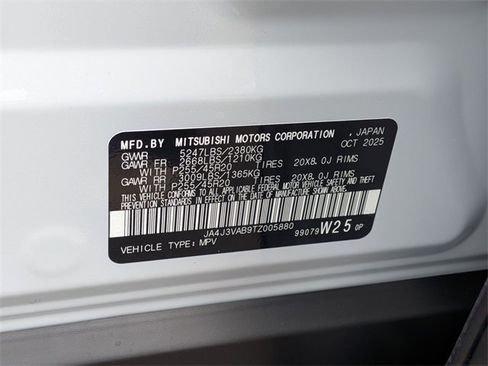 MFD.BY MITSUBISHI MOTORS CORPORATION , JAPAN
GVWR 5247LBS/2380KG OCT 2025
GAWR FR 2668LBS/1210KG
WITH P255/45R20 TIRES 20X8.0J RIMS
GAWR RR 3009LBS/1365KG
WITH P255/45R20 TIRES 20X8.0J RIMS
THIS VEHICLE CONFORMS TO ALL APPLICABLE FEDERAL MOTOR
VEHICLE SAFETY, BUMPER, AND THEFT PREVENTION STANDARDS
IN EFFECT ON THE DATE OF MANUFACTURE SHOWN ABOVE.
JA4J3VAB9TZ005880
VEHICLE TYPE: MPV 99079 W25 0P